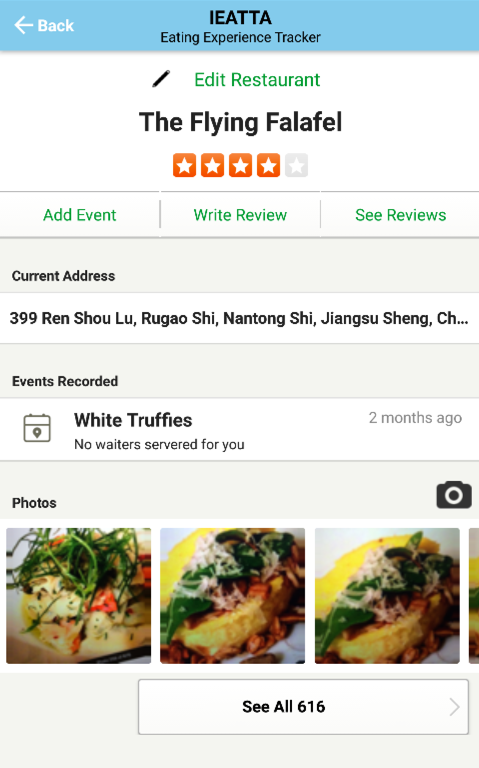 IEATTA
Back
Eating Experience Tracker
Edit Restaurant
The Flying Falafel
Add Event
Write Review
See Reviews
Current Address
399 Ren Shou Lu, Rugao Shi, Nantong Shi, Jiangsu Sheng, Ch...
Events Recorded
White Truffies
2 months ago
No waiters servered for you
Photos
See All 616